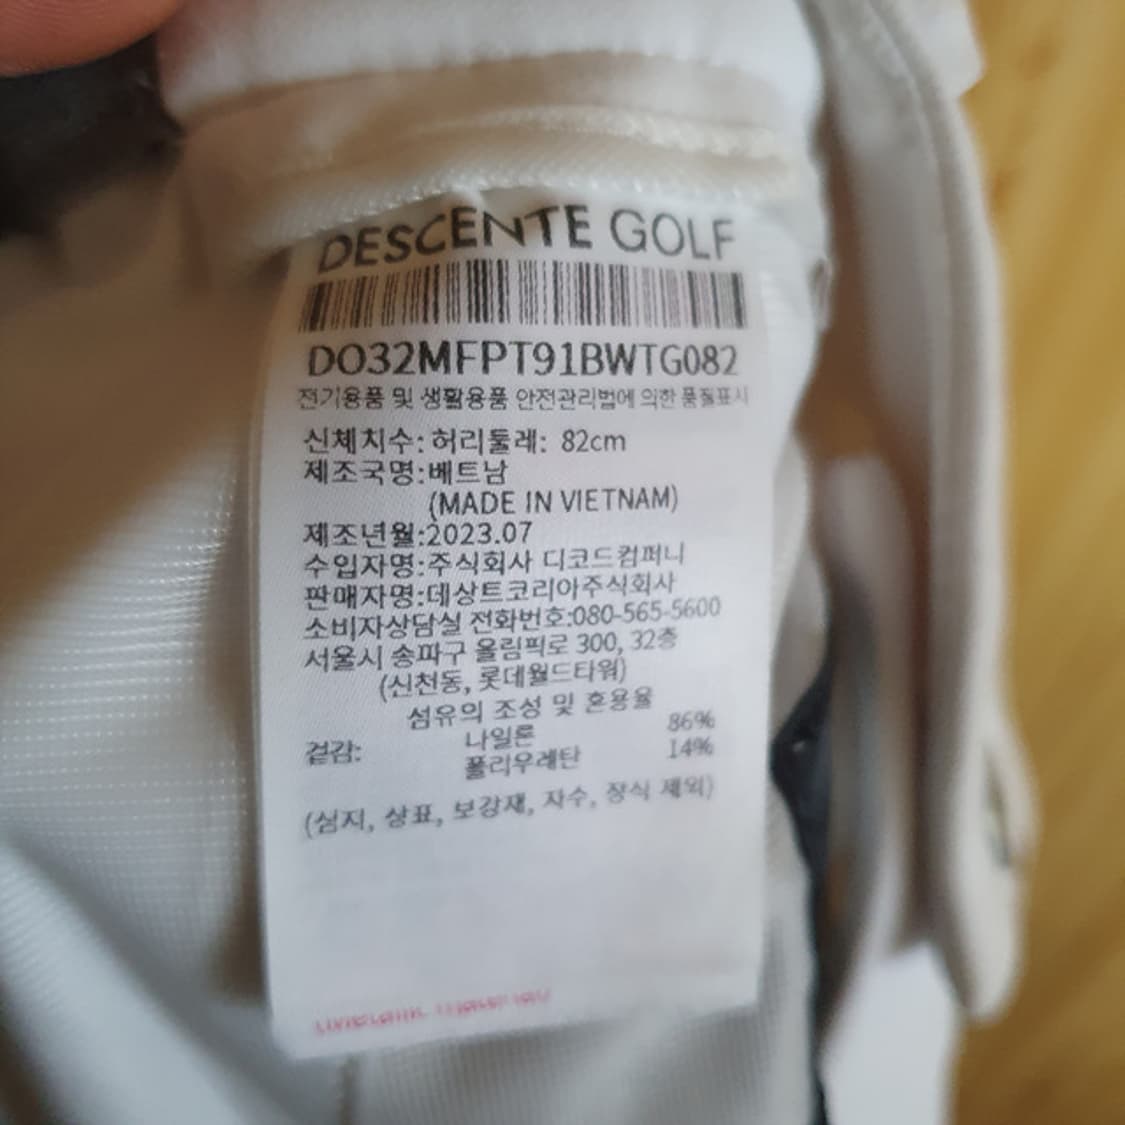 DESCENTE GOLF
DO32MFPT91BWTG082
전기용품 및 생활용품 안전관리법에 의한 품질표시
신체치수: 허리둘레: 82cm
제조국명:베트남
(MADE IN VIETNAM)
제조년월:2023.07
수입자명:주식회사 디코드컴퍼니
판매자명:데상트코리아주식회사
소비자상담실 전화번호:080-565-5600
서울시 송파구 올림픽로 300, 32층
(신천동, 롯데월드타워)
섬유의 조성 및 혼용율
겉감: 나일론 86%
폴리우레탄 14%
(심지, 상표, 보강재, 자수, 장식 제외)